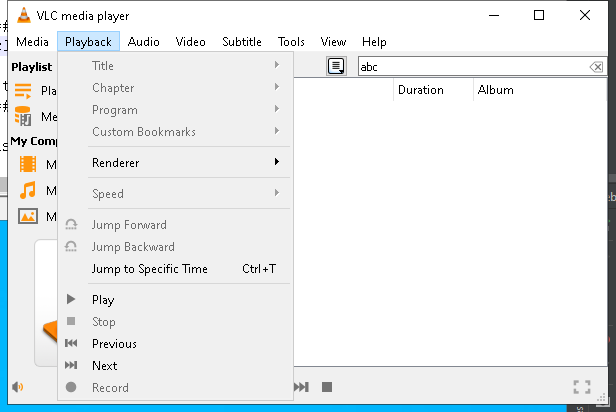 VLC media player
Media Playback Audio Video Subtitle Tools View Help
Playlist
abc
Duration Album
My Comp
Title
Chapter
Program
Custom Bookmarks
Renderer
Speed
Jump Forward
Jump Backward
Jump to Specific Time Ctrl+T
Play
Stop
Previous
Next
Record